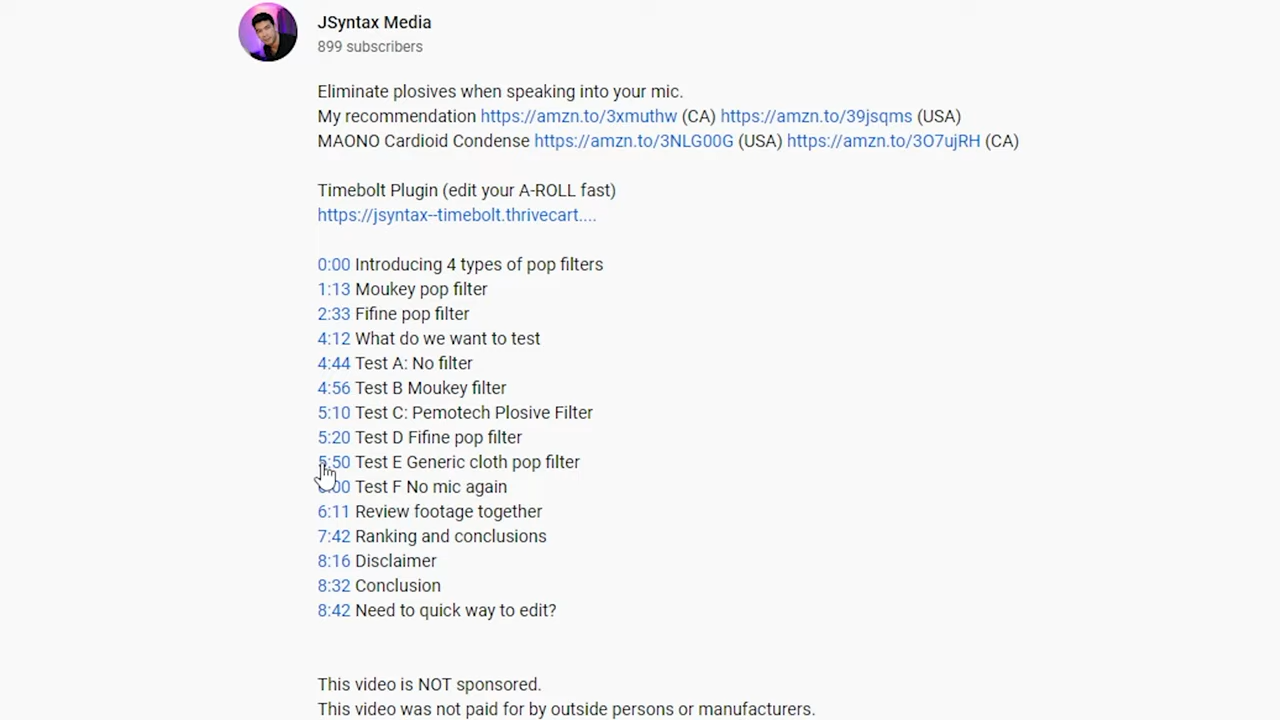 JSyntax Media
899 subscribers
Eliminate plosives when speaking into your mic.
My recommendation https://amzn.to/3xmuthw (CA) https://amzn.to/39jsqms (USA)
MAONO Cardioid Condense https://amzn.to/3NLG00G (USA) https://amzn.to/3O7ujRH (CA)
Timebolt Plugin (edit your A-ROLL fast)
https://jsyntax--timebolt.thrivecart....
0:00 Introducing 4 types of pop filters
1:13 Moukey pop filter
2:33 Fifine pop filter
4:12 What do we want to test
4:44 Test A: No filter
4:56 Test B Moukey filter
5:10 Test C: Pemotech Plosive Filter
5:20 Test D Fifine pop filter
5:50 Test E Generic cloth pop filter
Test F No mic again
6:11 Review footage together
7:42 Ranking and conclusions
8:16 Disclaimer
8:32 Conclusion
8:42 Need to quick way to edit?
This video is NOT sponsored.
This video was not paid for by outside persons or manufacturers.